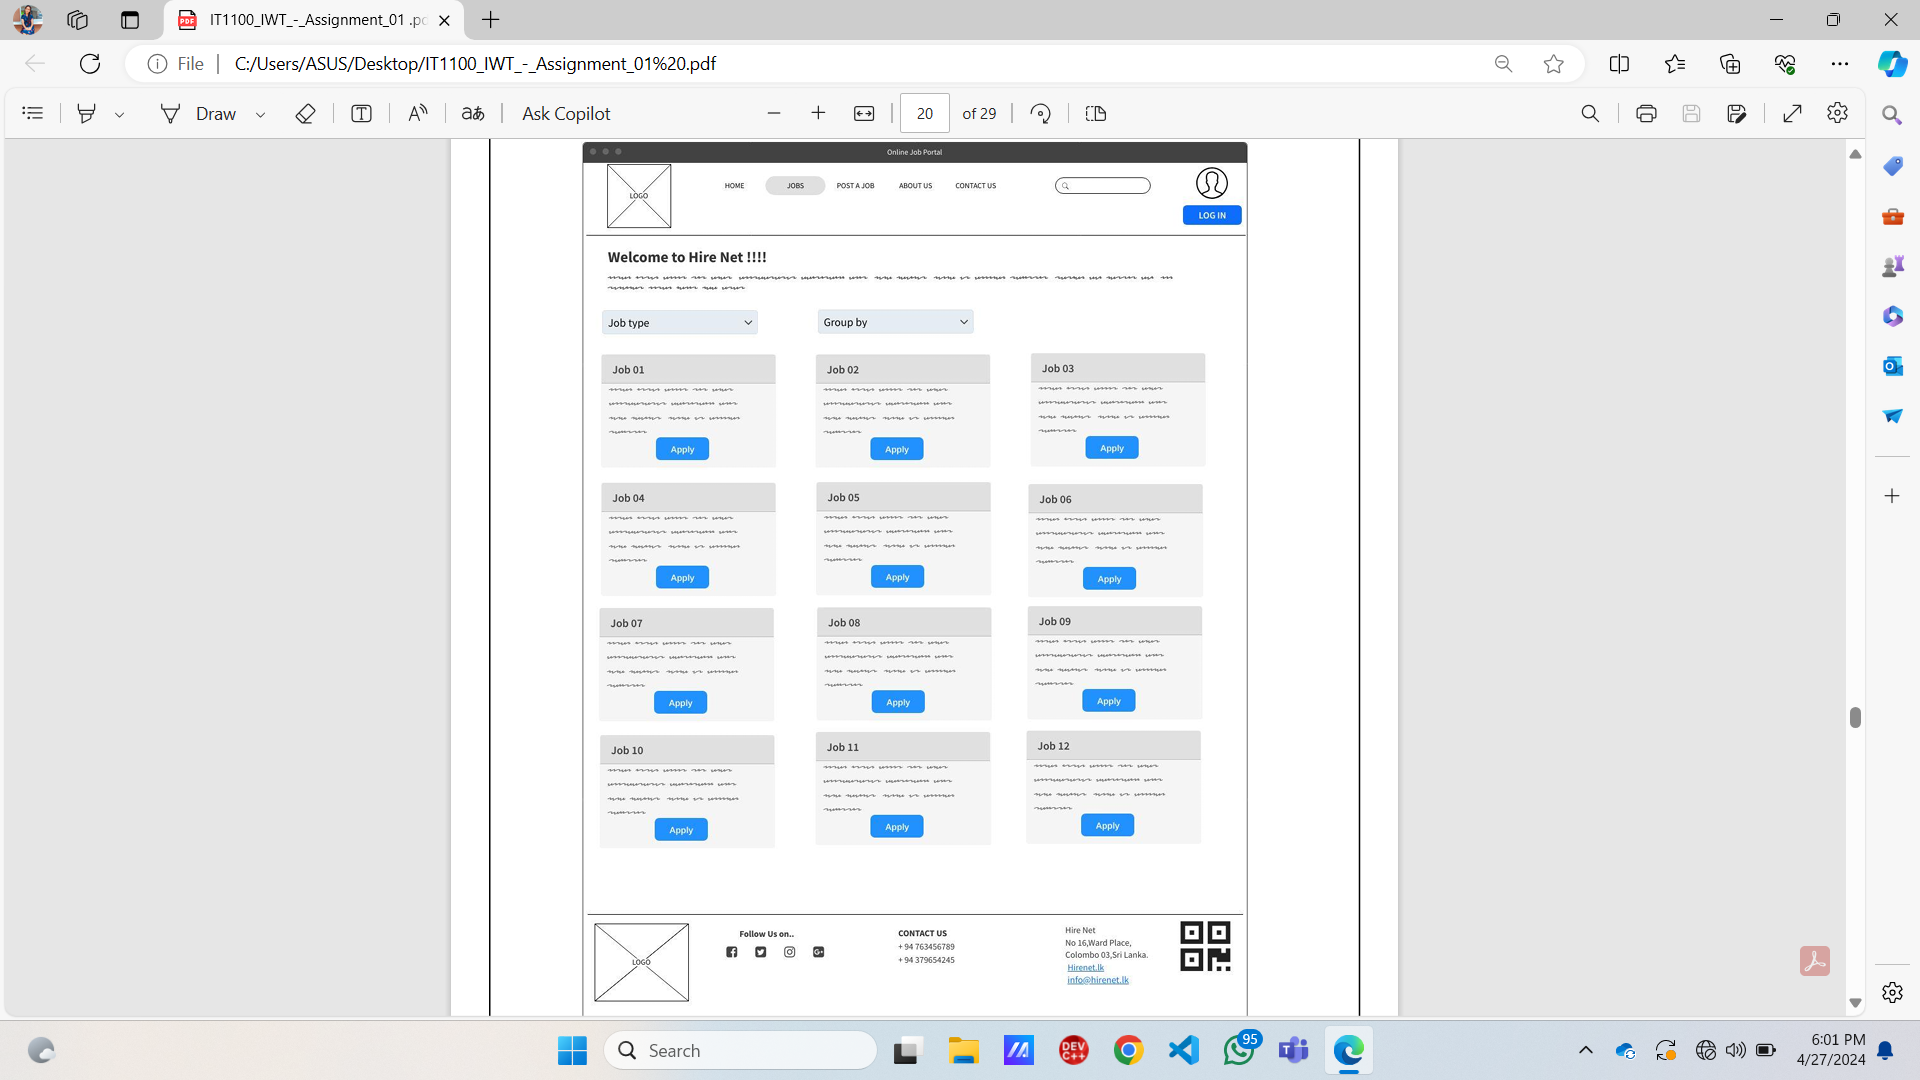 IT1100_IWT_-_Assignment_01 .pd
File
C:/Users/ASUS/Desktop/IT1100_IWT_-_Assignment_01%20.pdf
Draw
aあ
Ask Copilot
20
of 29
Online Job Portal
LOGO
HOME
JOBS
POST A JOB
ABOUT US
CONTACT US
LOG IN
Welcome to Hire Net !!!!
Job type
Group by
Job 01
Job 02
Job 03
Apply
Apply
Apply
Job 04
Job 05
Job 06
Apply
Apply
Apply
Job 07
Job 08
Job 09
Apply
Apply
Apply
Job 10
Job 11
Job 12
Apply
Apply
Apply
LOGO
Follow Us on..
CONTACT US
+ 94 763456789
+ 94 379654245
Hire Net
No 16,Ward Place,
Colombo 03,Sri Lanka.
Hirenet.lk
info@hirenet.lk
Search
DEV C++
95
6:01 PM
4/27/2024